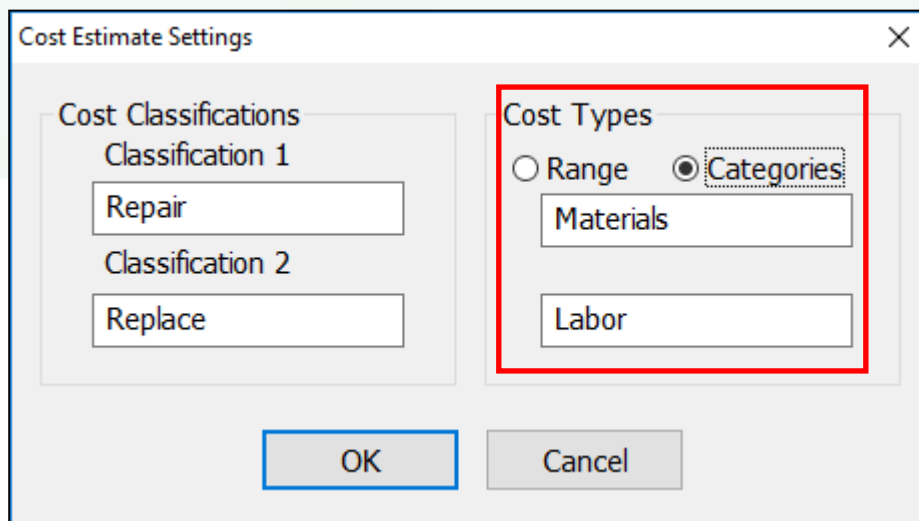 Cost Estimate Settings
Cost Classifications
Classification 1
Repair
Classification 2
Replace
Cost Types
Range
Categories
Materials
Labor
OK
Cancel